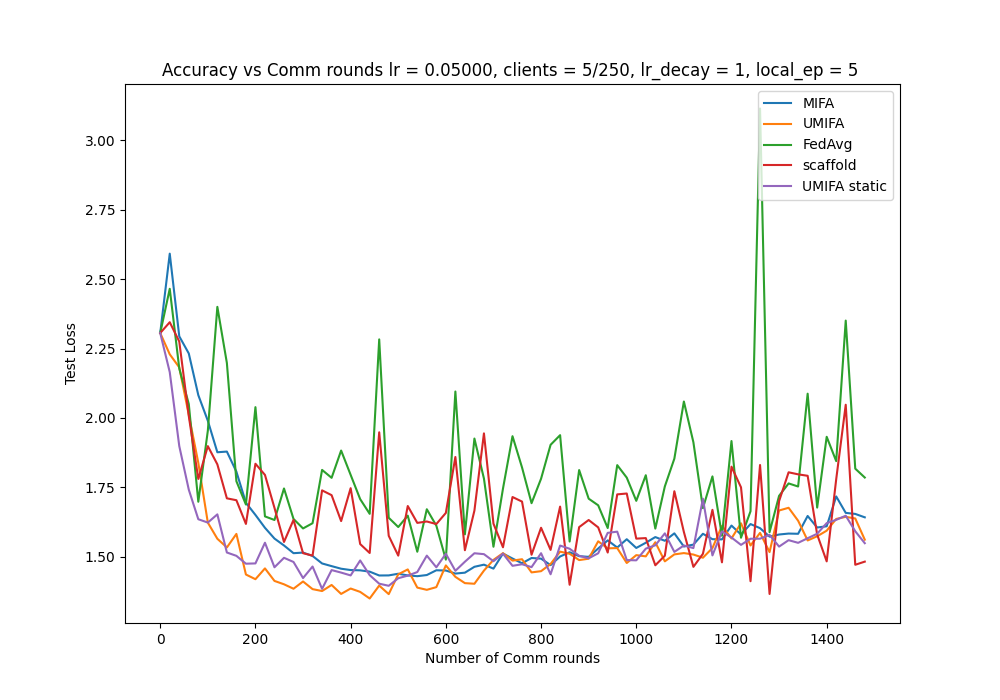 Accuracy vs Comm rounds lr = 0.05000, clients = 5/250, lr_decay = 1, local_ep = 5
MIFA
UMIFA
FedAvg
scaffold
UMIFA static
Test Loss
3.00
2.75
2.50
2.25
2.00
1.75
1.50
0 200 400 600 800 1000 1200 1400
Number of Comm rounds